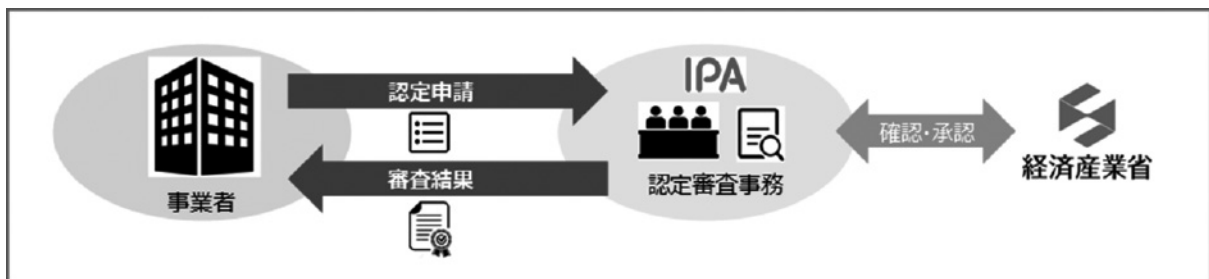 認定申請
審査結果
事業者
IPA
認定審査事務
確認・承認
経済産業省